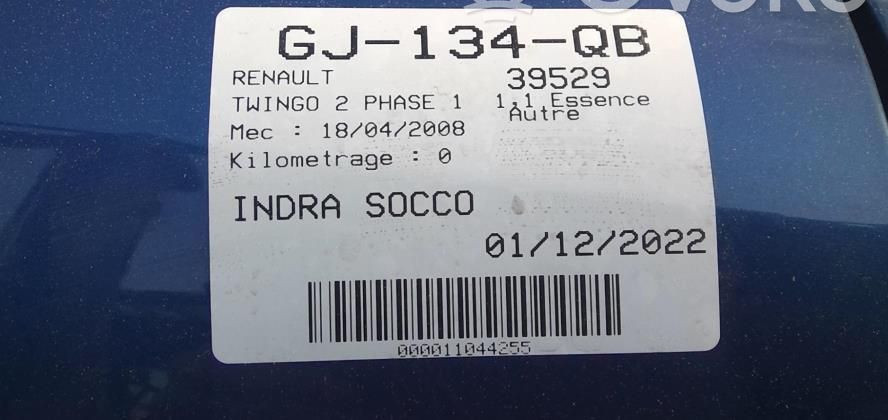 GJ-134-QB
RENAULT 39529
TWINGO 2 PHASE 1 1,1 Essence
Autre
Mec : 18/04/2008
Kilometrage : 0
INDRA SOCCO
01/12/2022
000011044255